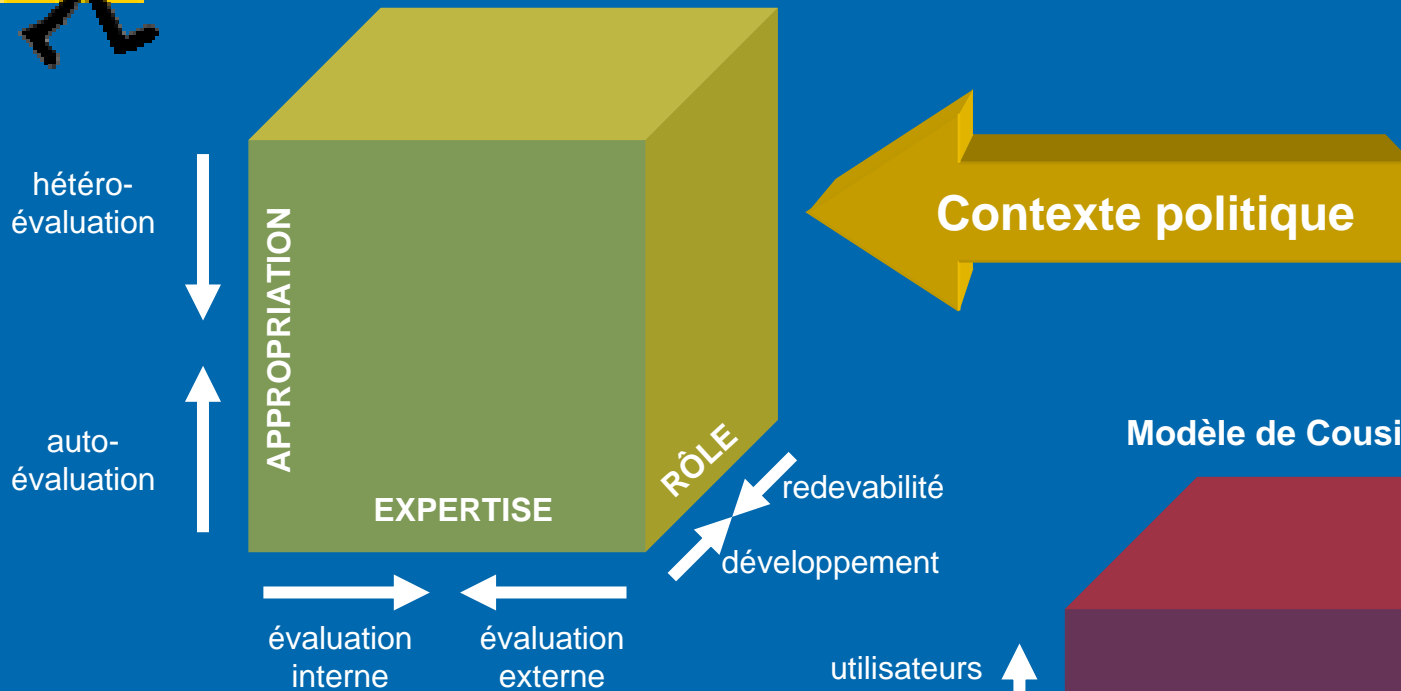 hétéro-
évaluation
APPROPRIATION
auto-
évaluation
EXPERTISE
RÔLE
redevabilité
développement
évaluation
interne
évaluation
externe
Contexte politique
Modèle de Cousi
utilisateurs